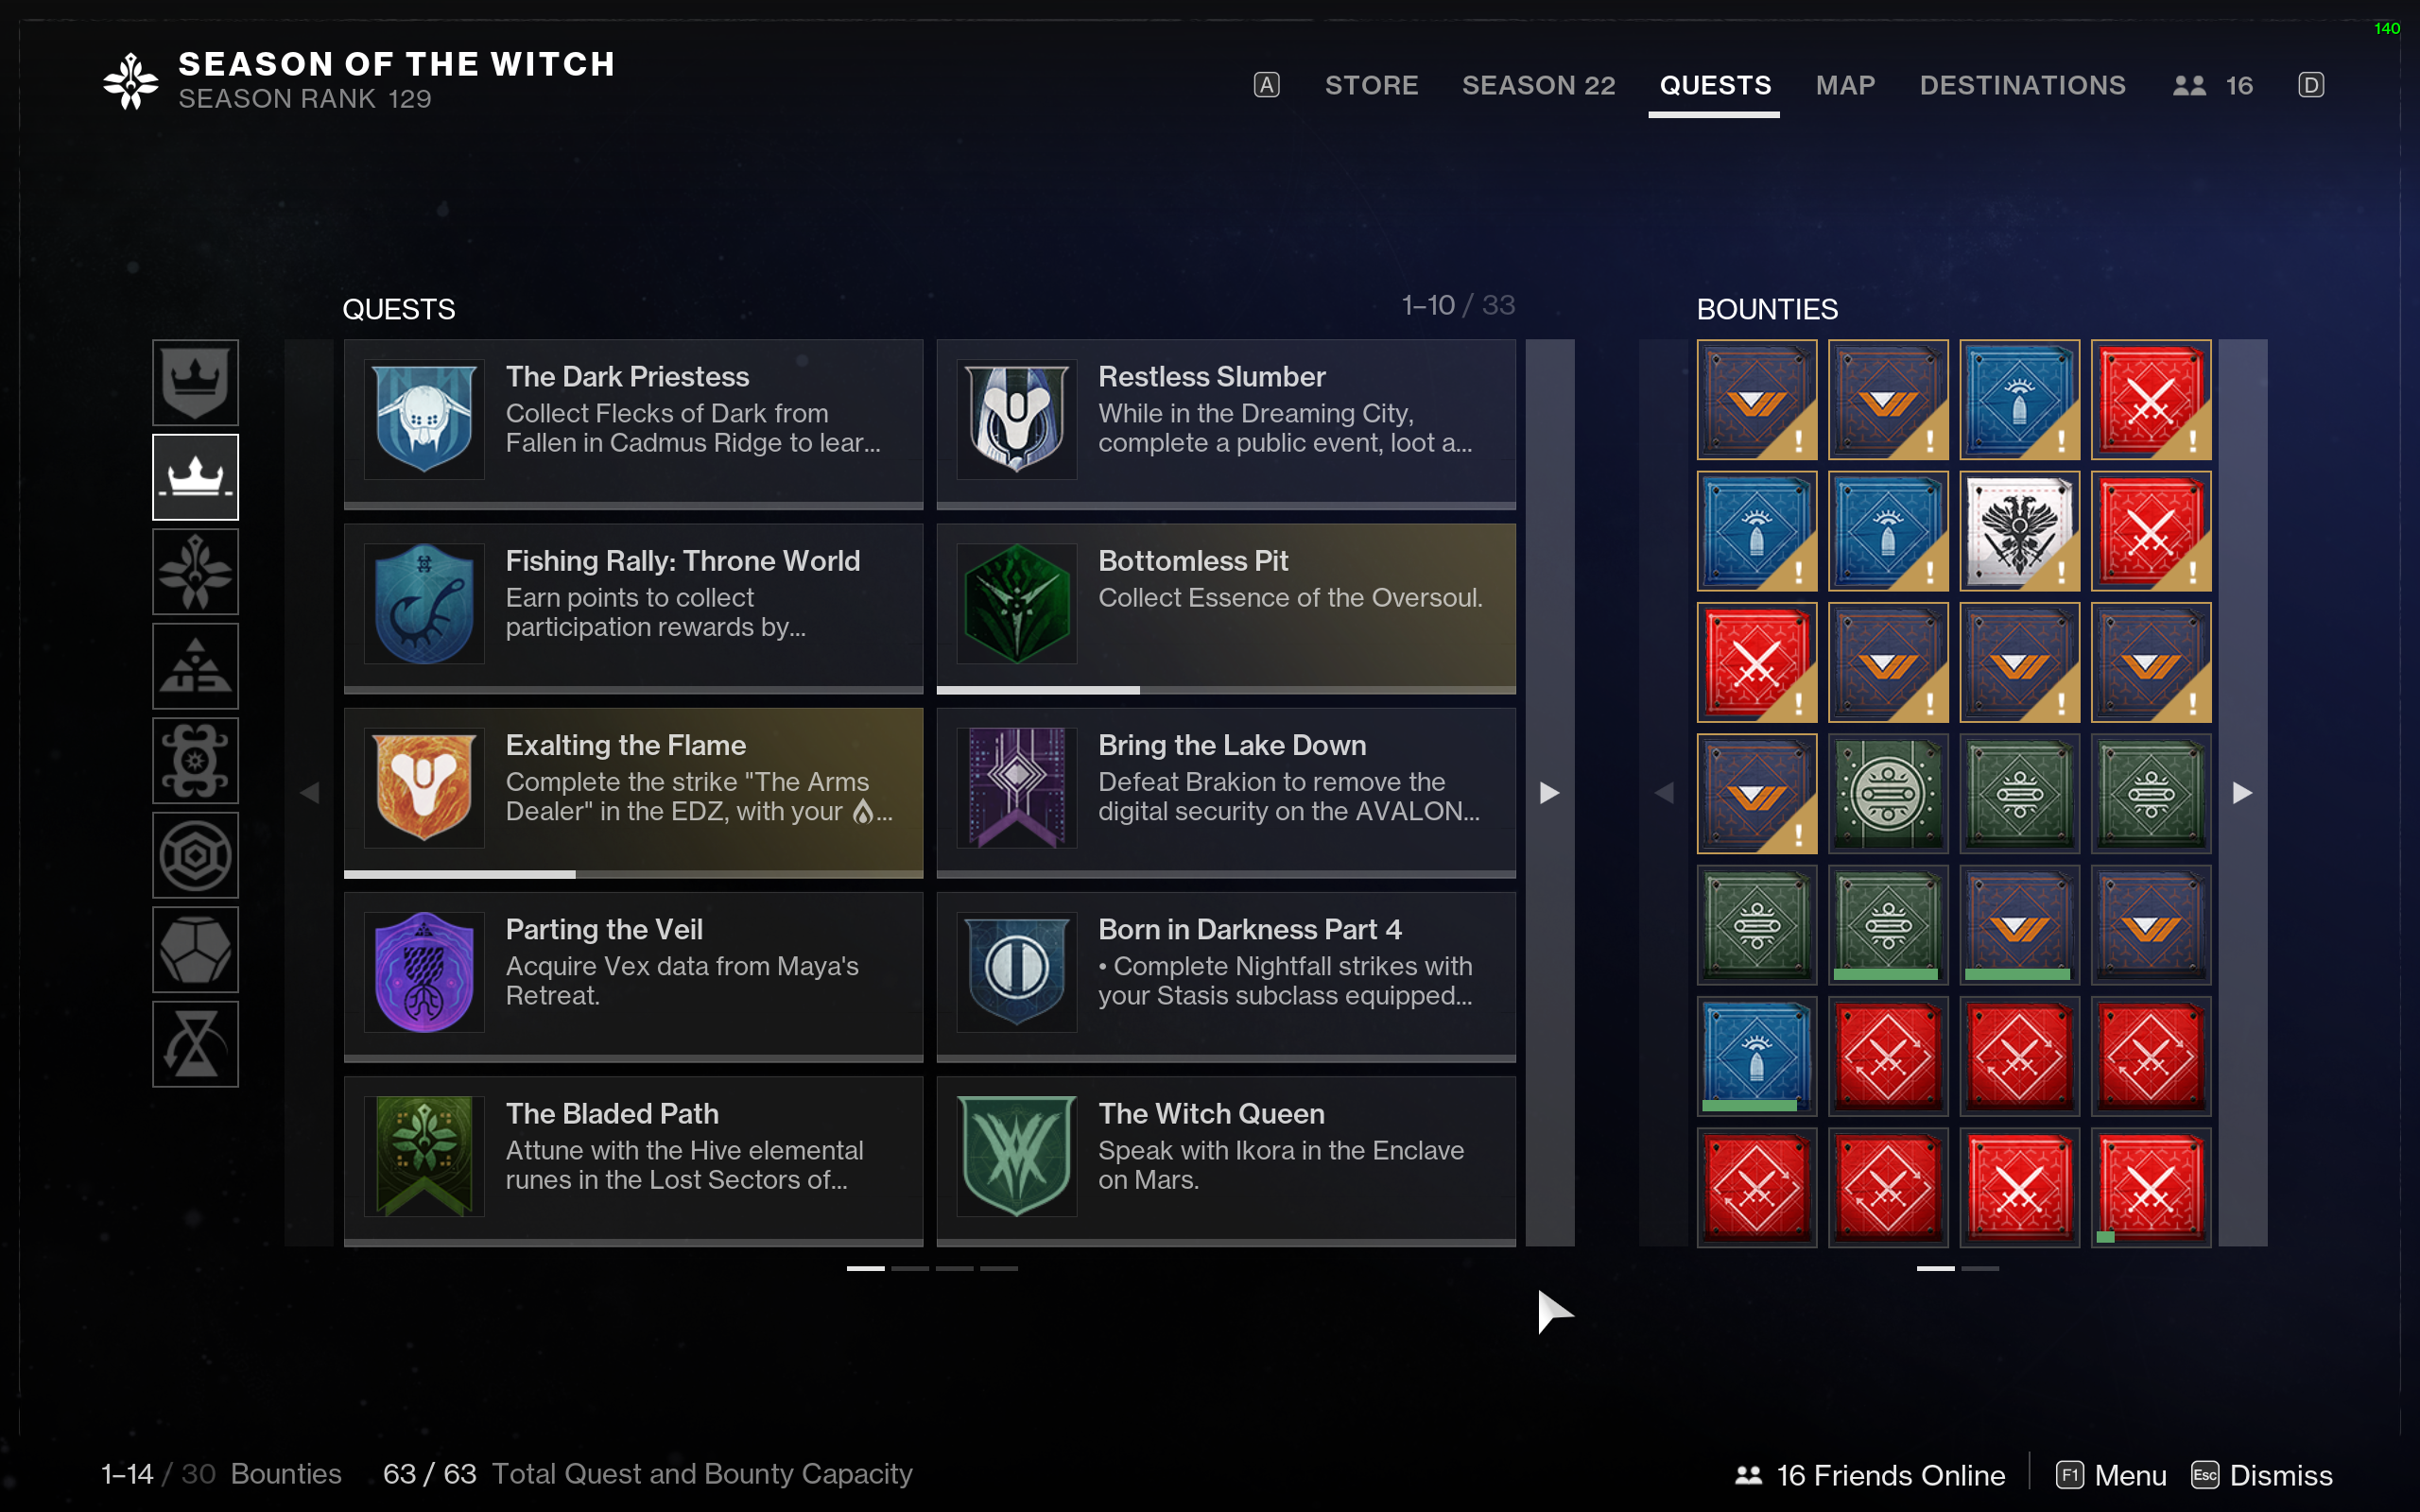 140
SEASON OF THE WITCH
SEASON RANK 129
A STORE SEASON 22 QUESTS MAP DESTINATIONS 16 D
QUESTS
1–10 / 33
BOUNTIES
The Dark Priestess
Collect Flecks of Dark from
Fallen in Cadmus Ridge to lear...
Restless Slumber
While in the Dreaming City,
complete a public event, loot a...
Fishing Rally: Throne World
Earn points to collect
participation rewards by...
Bottomless Pit
Collect Essence of the Oversoul.
Exalting the Flame
Complete the strike "The Arms
Dealer" in the EDZ, with your ...
Bring the Lake Down
Defeat Brakion to remove the
digital security on the AVALON...
Parting the Veil
Acquire Vex data from Maya's
Retreat.
Born in Darkness Part 4
• Complete Nightfall strikes with
your Stasis subclass equipped...
The Bladed Path
Attune with the Hive elemental
runes in the Lost Sectors of...
The Witch Queen
Speak with Ikora in the Enclave
on Mars.
1–14 / 30 Bounties 63 / 63 Total Quest and Bounty Capacity
16 Friends Online F1 Menu Esc Dismiss